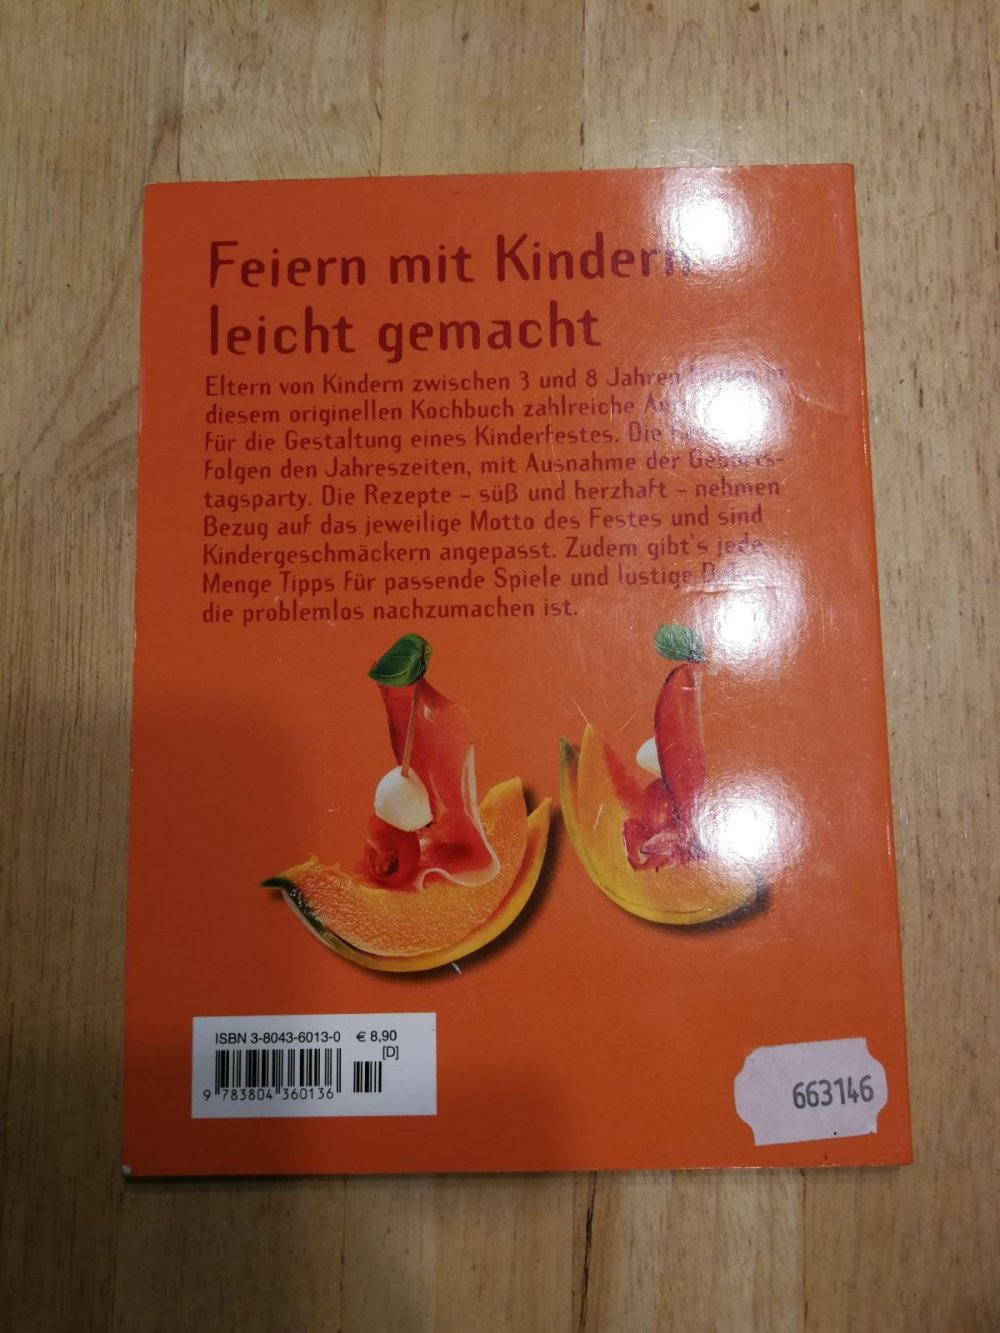 Feiern mit Kindern
leicht gemacht
Eltern von Kindern zwischen 3 und 8 Jahren
diesem originellen Kochbuch zahlreiche
für die Gestaltung eines Kinderfestes. Die
folgen den Jahreszeiten, mit Ausnahme der Geburts-
tagsparty. Die Rezepte – süß und herzhaft – nehmen
Bezug auf das jeweilige Motto des Festes und sind
Kindergeschmäckern angepasst. Zudem gibt's jede
Menge Tipps für passende Spiele und lustige
die problemlos nachzumachen ist.
ISBN 3-8043-6013-0 € 8,90
[D]
9 783804 360136
663146